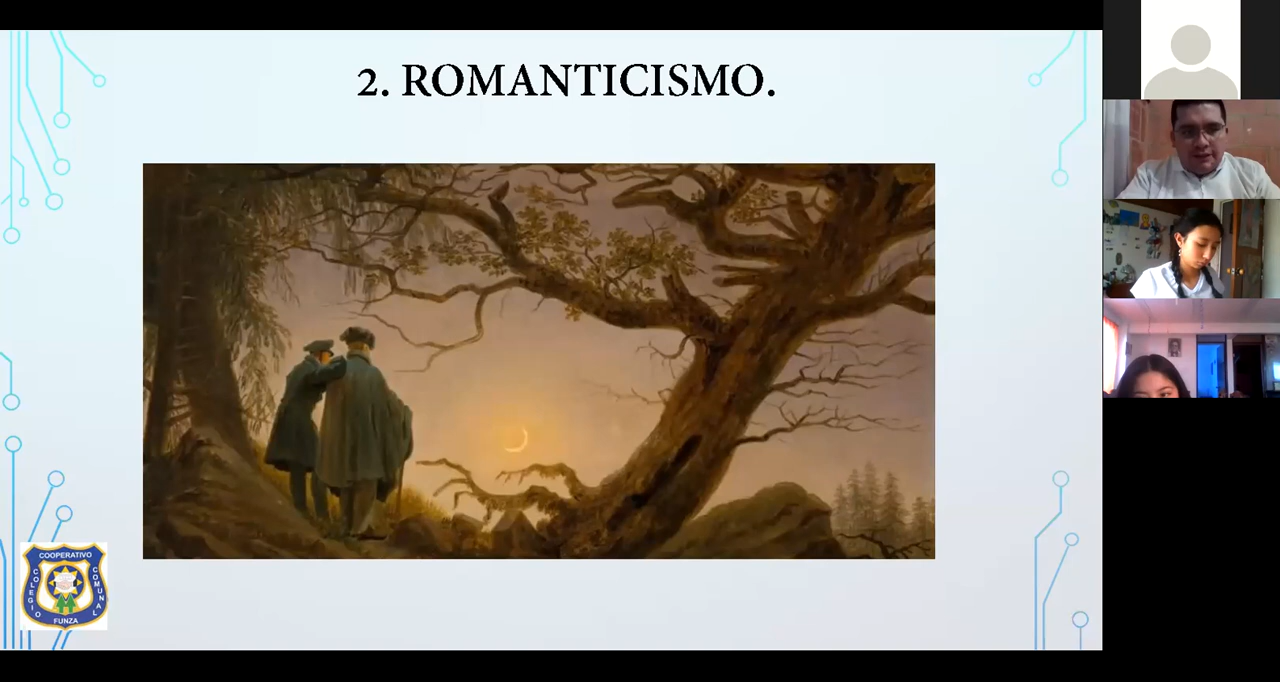 2. ROMANTICISMO.
COOPERATIVO
COLEGIO
COMUNAL
FUNZA